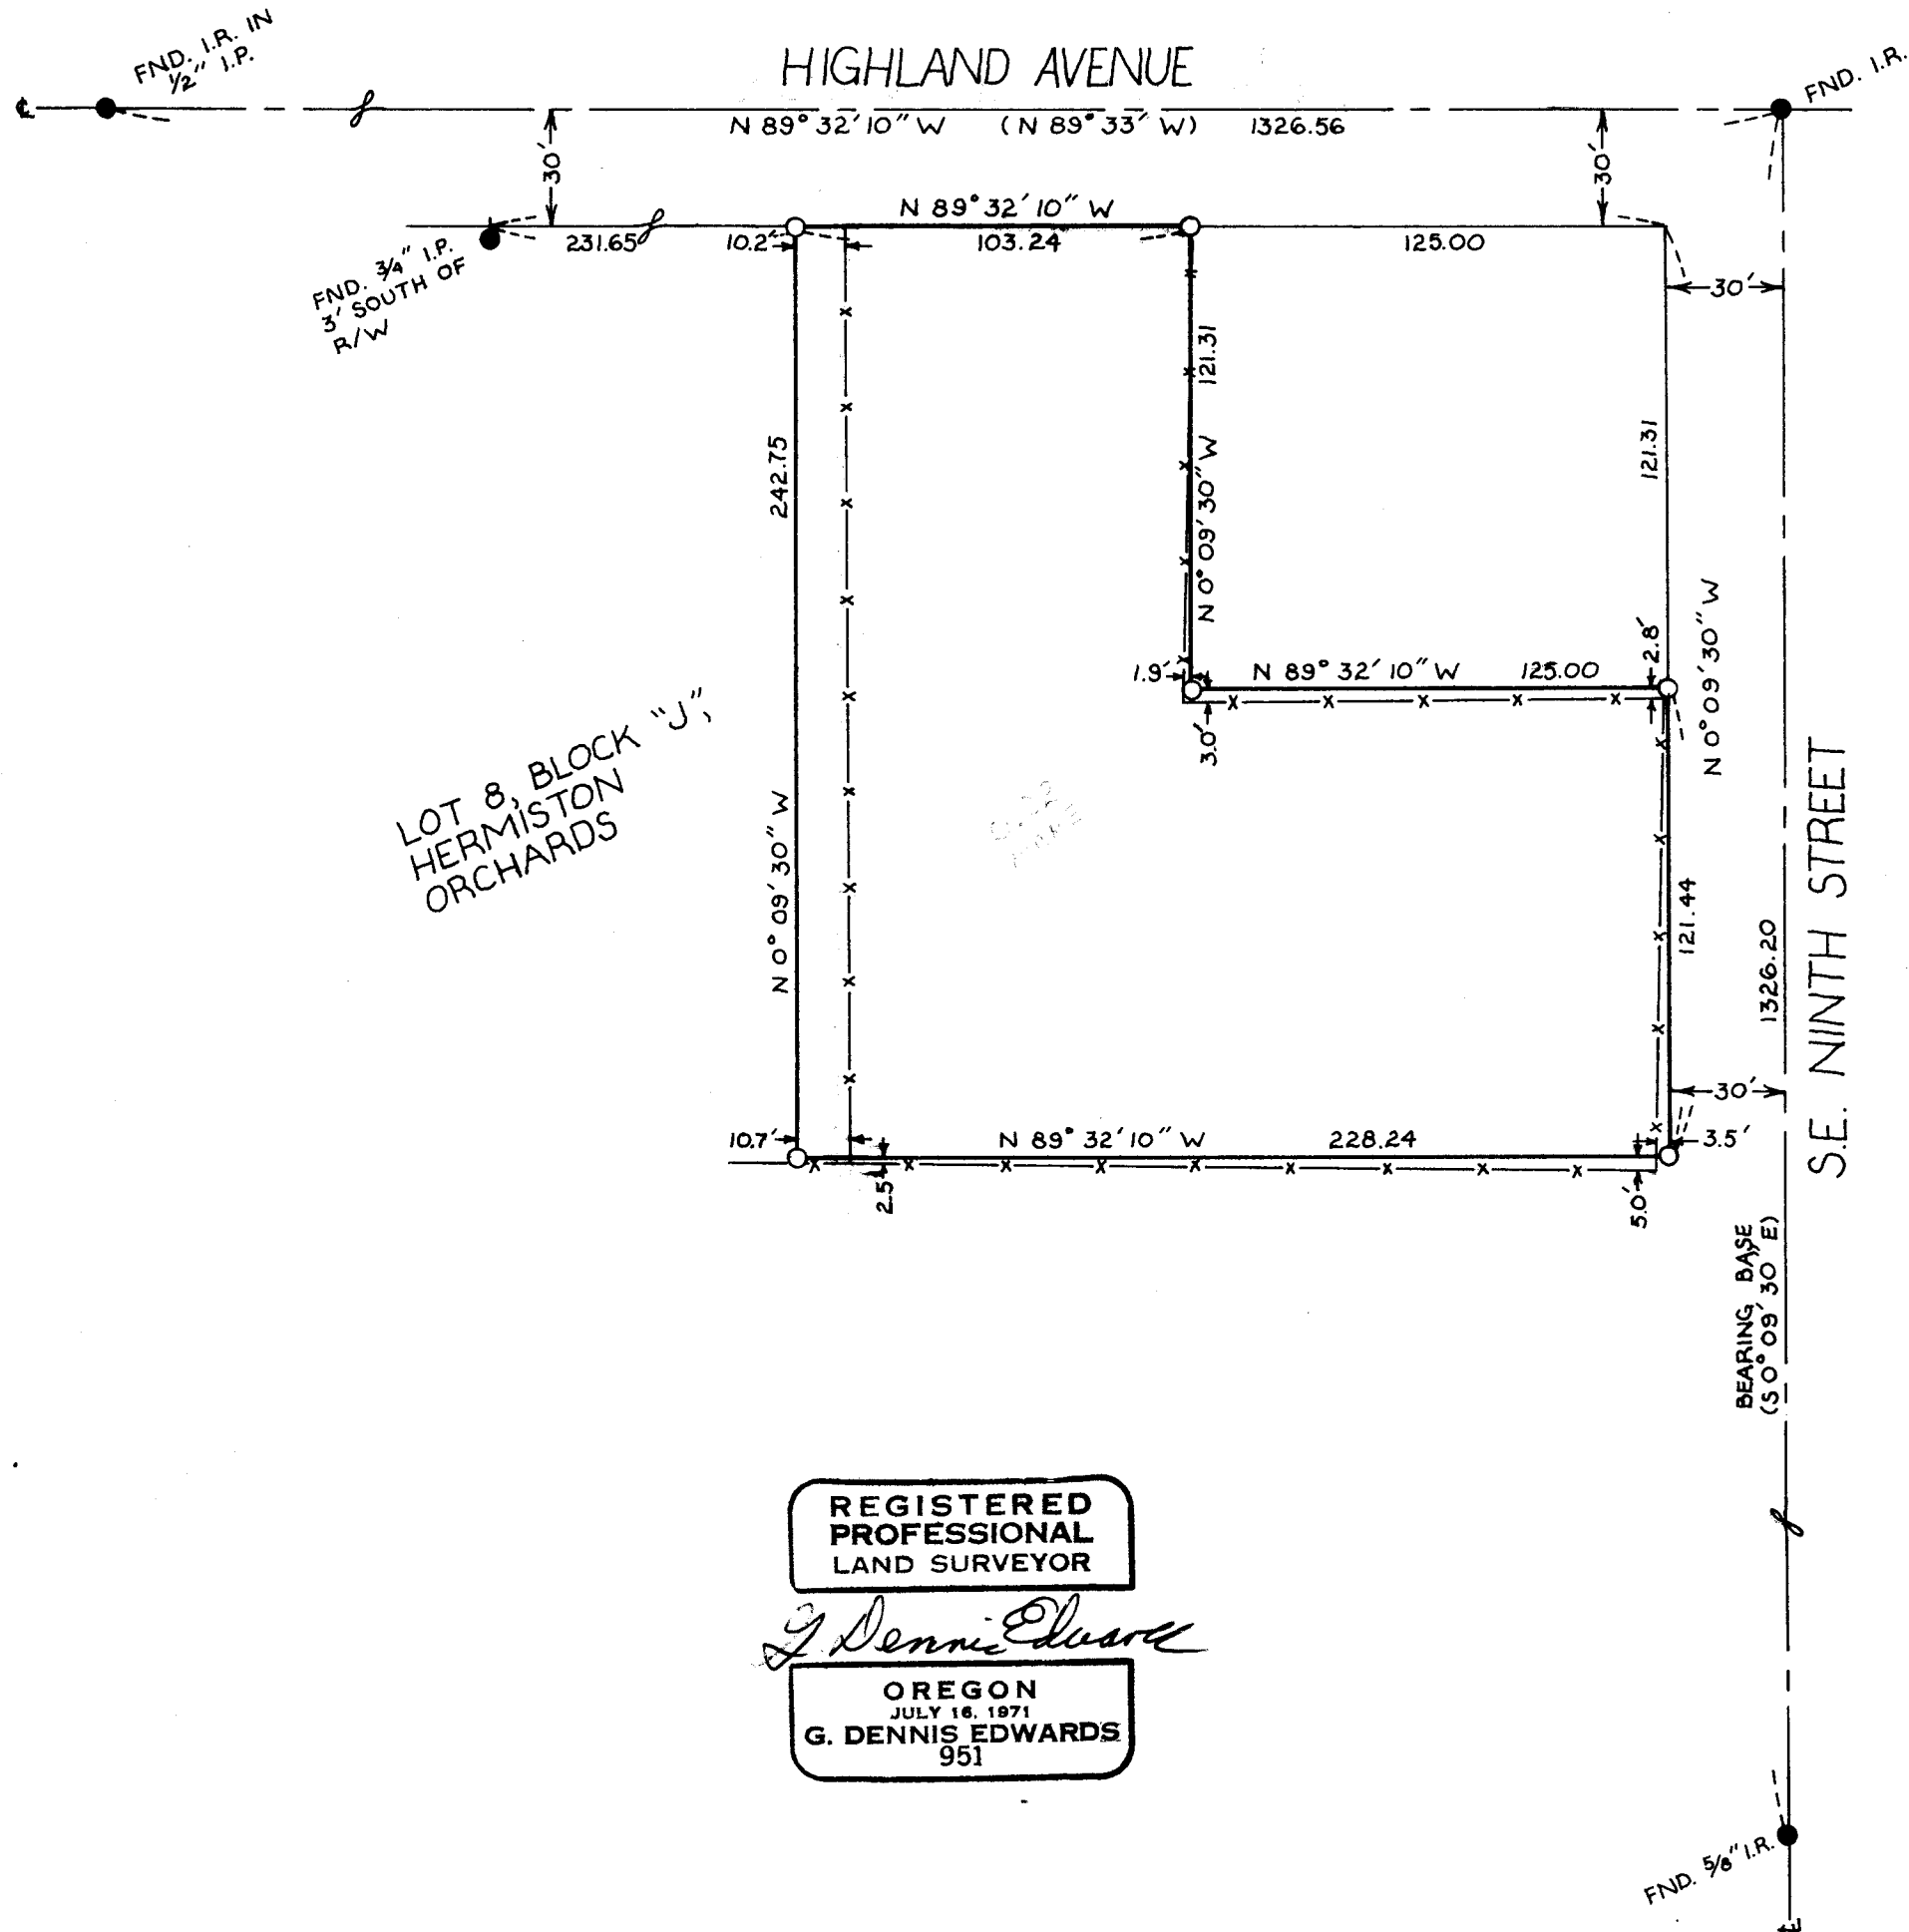 FND. I.R. IN
1/2" I.P.
HIGHLAND AVENUE
FND. I.R.
℄
N 89° 32' 10" W (N 89° 33' W) 1326.56
30'
30'
N 89° 32' 10" W
231.65
10.2'
103.24
125.00
FND. 3/4" I.P.
3' SOUTH OF
R/W
30'
242.75
N 0° 09' 30" W
121.31
N 0° 09' 30" W
121.31
2.8'
N 0° 09' 30" W
1.9'
N 89° 32' 10" W 125.00
3.0'
LOT 8, BLOCK "J",
HERMISTON
ORCHARDS
121.44
1326.20
S.E. NINTH STREET
30'
10.7'
N 89° 32' 10" W 228.24
3.5'
2.5'
5.0'
BEARING BASE
(S 0° 09' 30 E)
REGISTERED
PROFESSIONAL
LAND SURVEYOR
G Dennis Edwards
OREGON
JULY 16, 1971
G. DENNIS EDWARDS
951
FND. 5/8" I.R.
℄